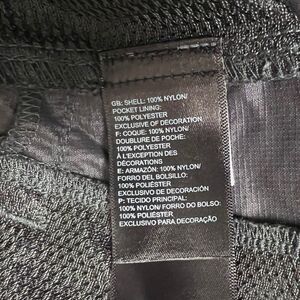 GB: SHELL: 100% NYLON/
POCKET LINING:
100% POLYESTER
EXCLUSIVE OF DECORATION
F: COQUE: 100% NYLON/
DOUBLURE DE POCHE:
100% POLYESTER
À L'EXCEPTION DES
DÉCORATIONS
E: ARMAZÓN: 100% NYLON/
FORRO DEL BOLSILLO:
100% POLIÉSTER
EXCLUSIVO DE DECORACIÓN
P: TECIDO PRINCIPAL:
100% NYLON/ FORRO DO BOLSO:
100% POLIÉSTER
EXCLUSIVO PARA DECORAÇÃO